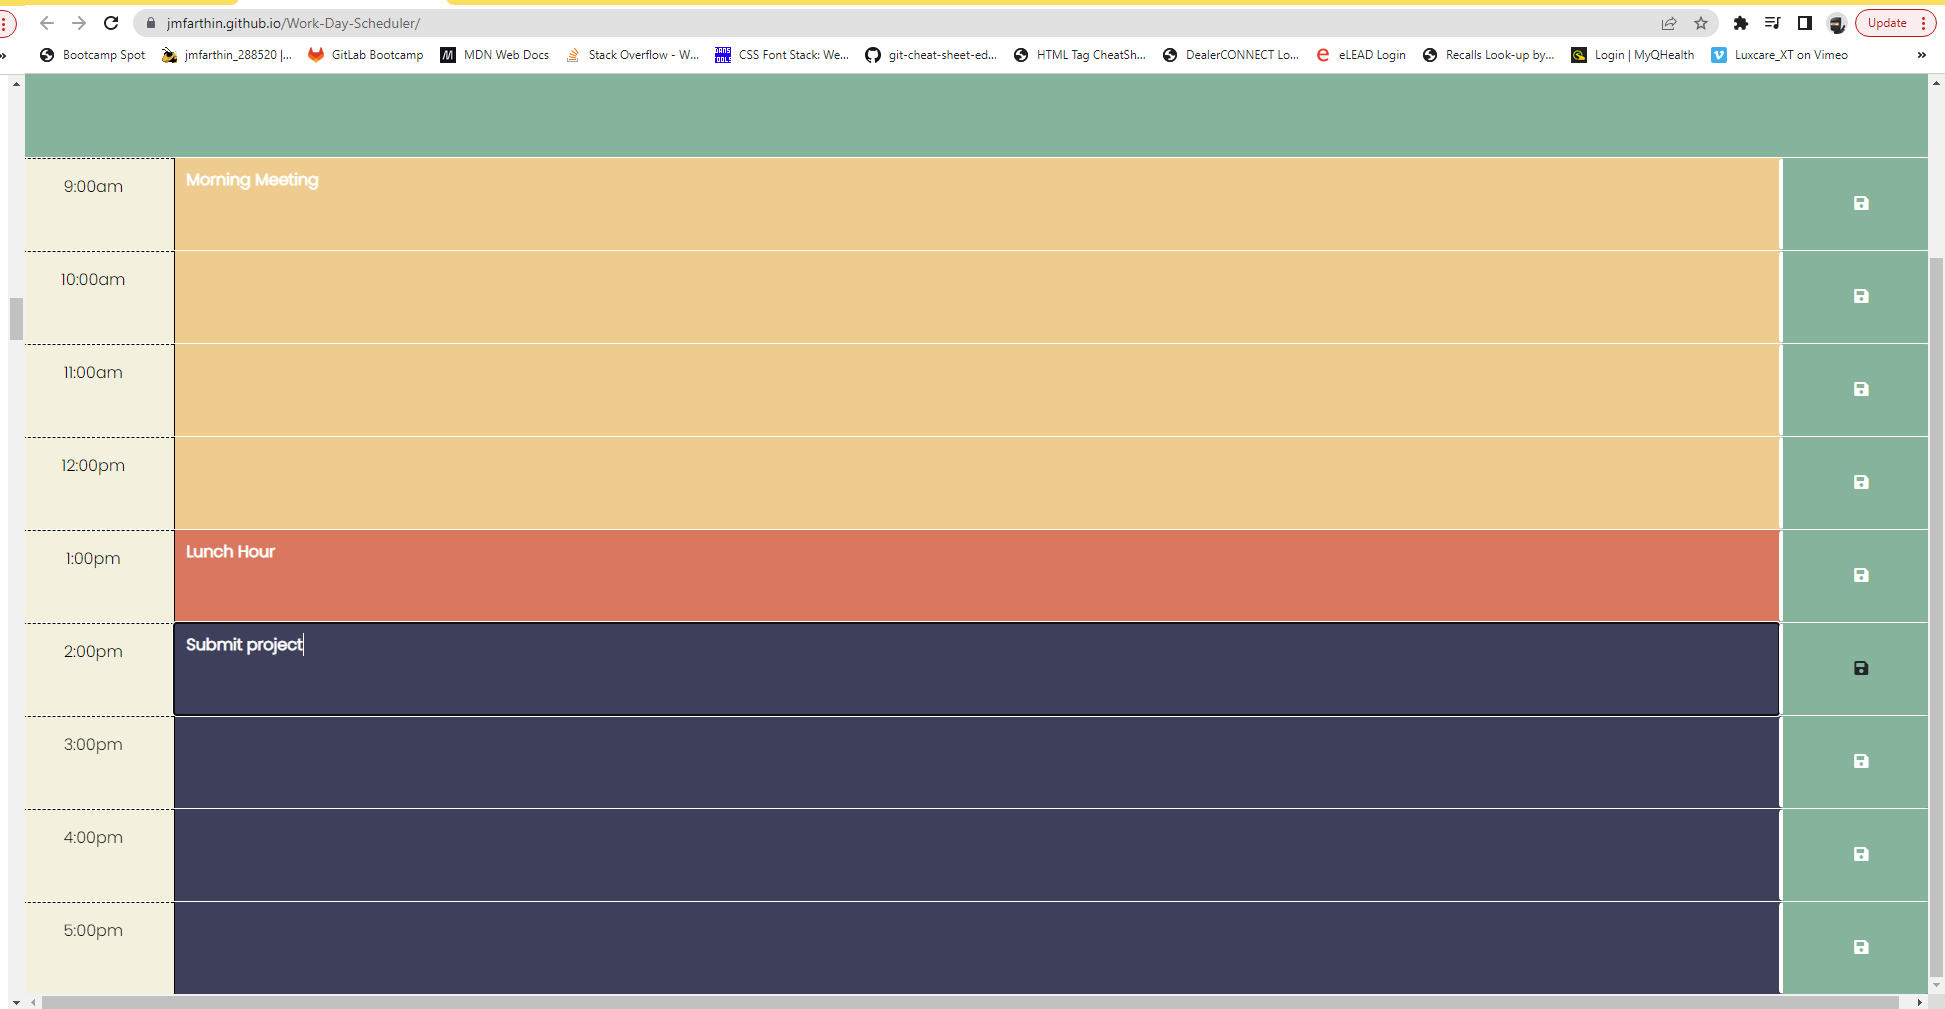 jmfarthin.github.io/Work-Day-Scheduler/
Update
Bootcamp Spot
jmfarthin_288520 |...
GitLab Bootcamp
M
MDN Web Docs
Stack Overflow - W...
DANS TOOLS
CSS Font Stack: We...
git-cheat-sheet-ed...
HTML Tag CheatSh...
DealerCONNECT Lo...
e
eLEAD Login
Recalls Look-up by...
Login | MyQHealth
Luxcare_XT on Vimeo
»
9:00am
Morning Meeting
10:00am
11:00am
12:00pm
1:00pm
Lunch Hour
2:00pm
Submit project
3:00pm
4:00pm
5:00pm